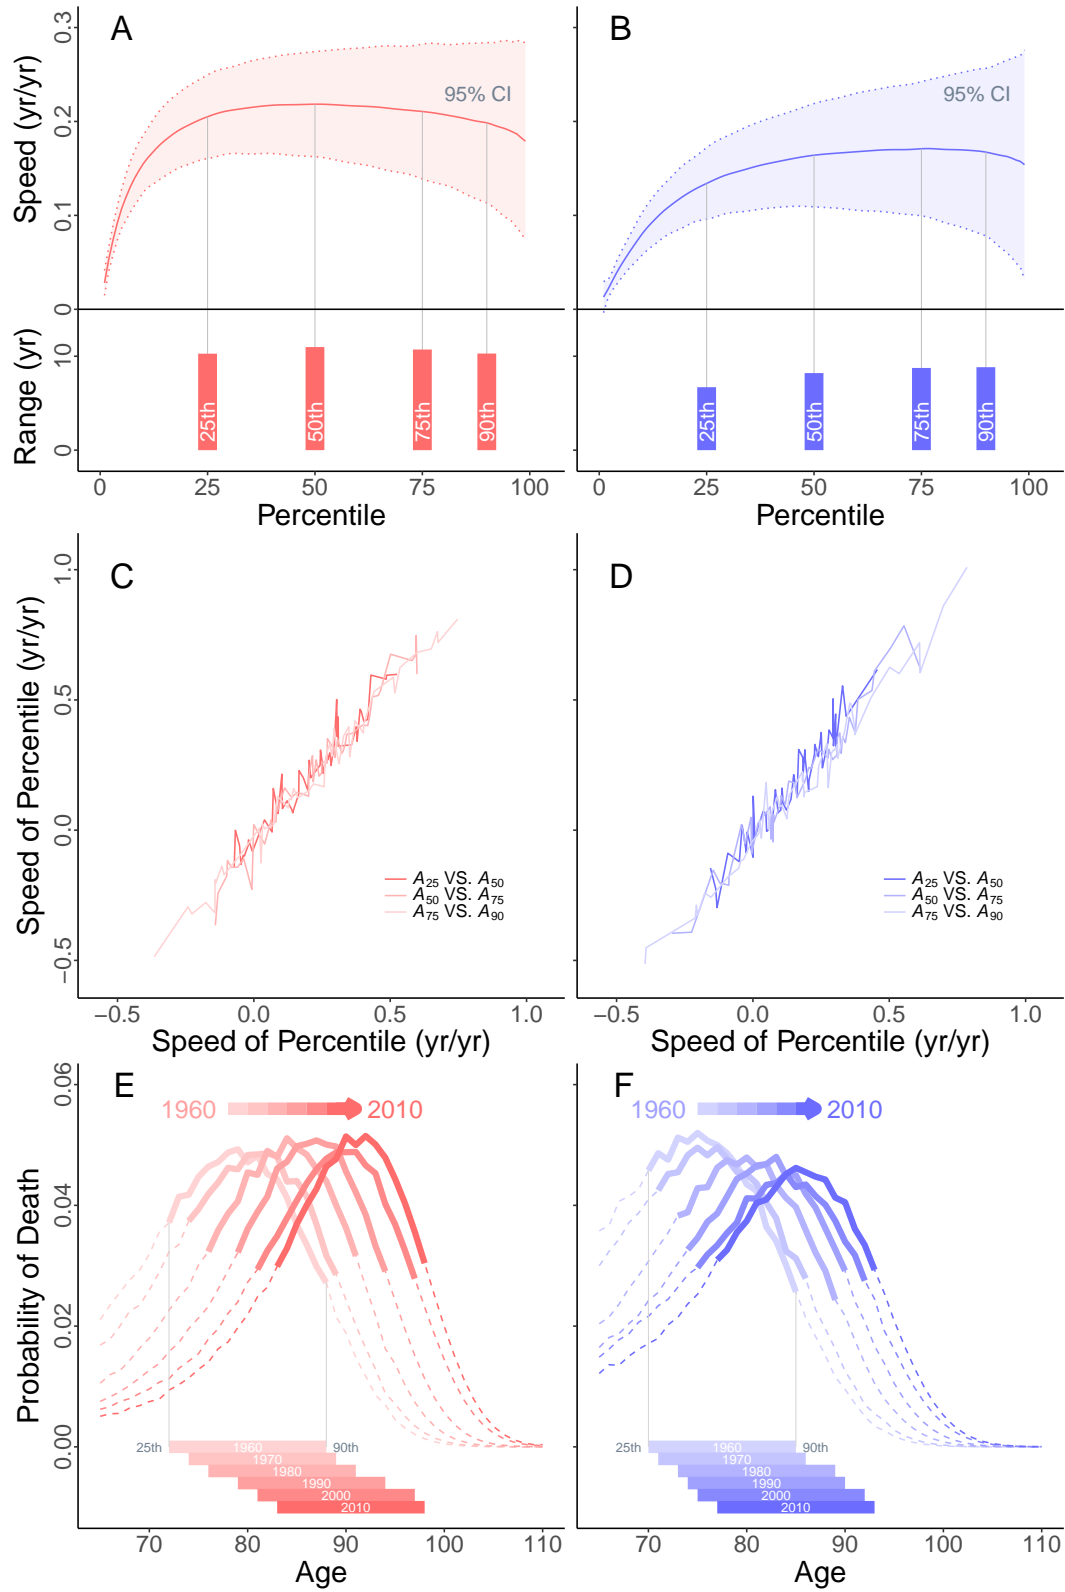 A
B
Speed (yr/yr)
0.3
0.2
0.1
0
95% CI
95% CI
Range (yr)
10
0
25th
50th
75th
90th
25th
50th
75th
90th
0 25 50 75 100
0 25 50 75 100
Percentile
Percentile
C
D
Speed of Percentile (yr/yr)
1.0
0.5
0.0
−0.5
A25 VS. A50
A50 VS. A75
A75 VS. A90
A25 VS. A50
A50 VS. A75
A75 VS. A90
−0.5 0.0 0.5 1.0
−0.5 0.0 0.5 1.0
Speed of Percentile (yr/yr)
Speed of Percentile (yr/yr)
E
F
Probability of Death
0.06
0.04
0.02
0.00
1960 2010
1960 2010
25th 1960 90th
1970
1980
1990
2000
2010
25th 1960 90th
1970
1980
1990
2000
2010
70 80 90 100 110
70 80 90 100 110
Age
Age